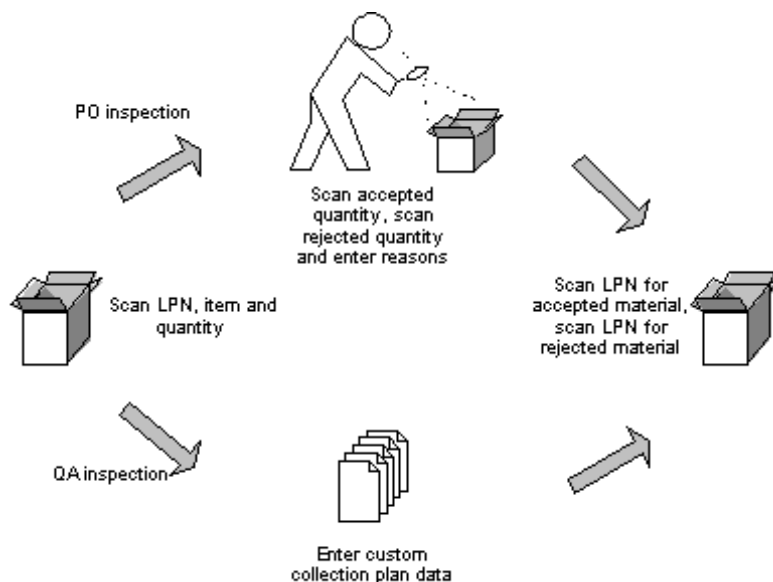 PO inspection
Scan accepted
quantity, scan
rejected quantity
and enter reasons
Scan LPN, item and
quantity
Scan LPN for
accepted material,
scan LPN for
rejected material
QA inspection
Enter custom
collection plan data